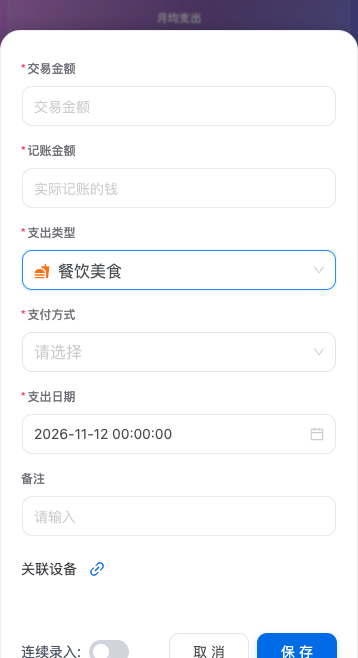 月均支出
*交易金额
交易金额
*记账金额
实际记账的钱
*支出类型
餐饮美食
*支付方式
请选择
*支出日期
2026-11-12 00:00:00
备注
请输入
关联设备
连续录入: 取 消 保 存